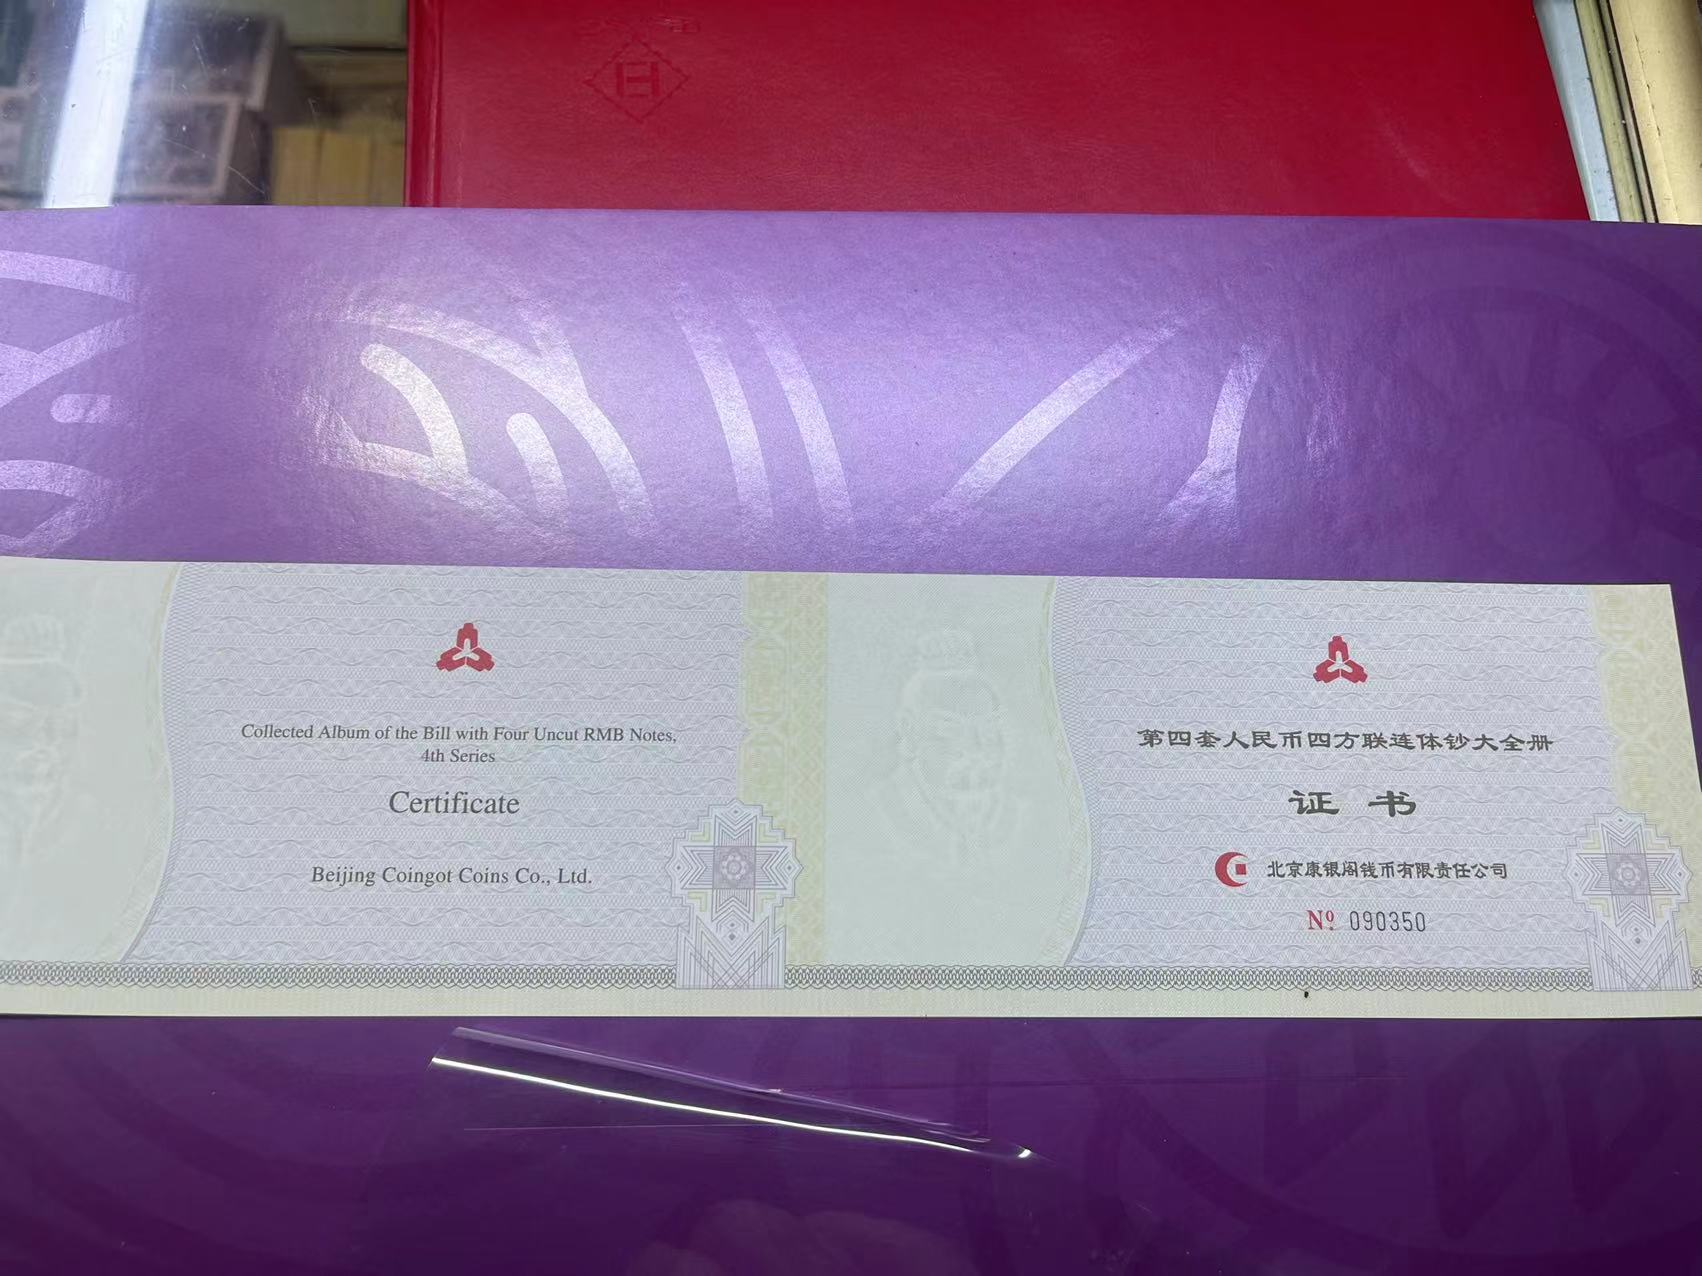 Collected Album of the Bill with Four Uncut RMB Notes,
4th Series
Certificate
Beijing Coingot Coins Co., Ltd.
第四套人民币四方联连体钞大全册
证 书
北京康银阁钱币有限责任公司
Nº 090350